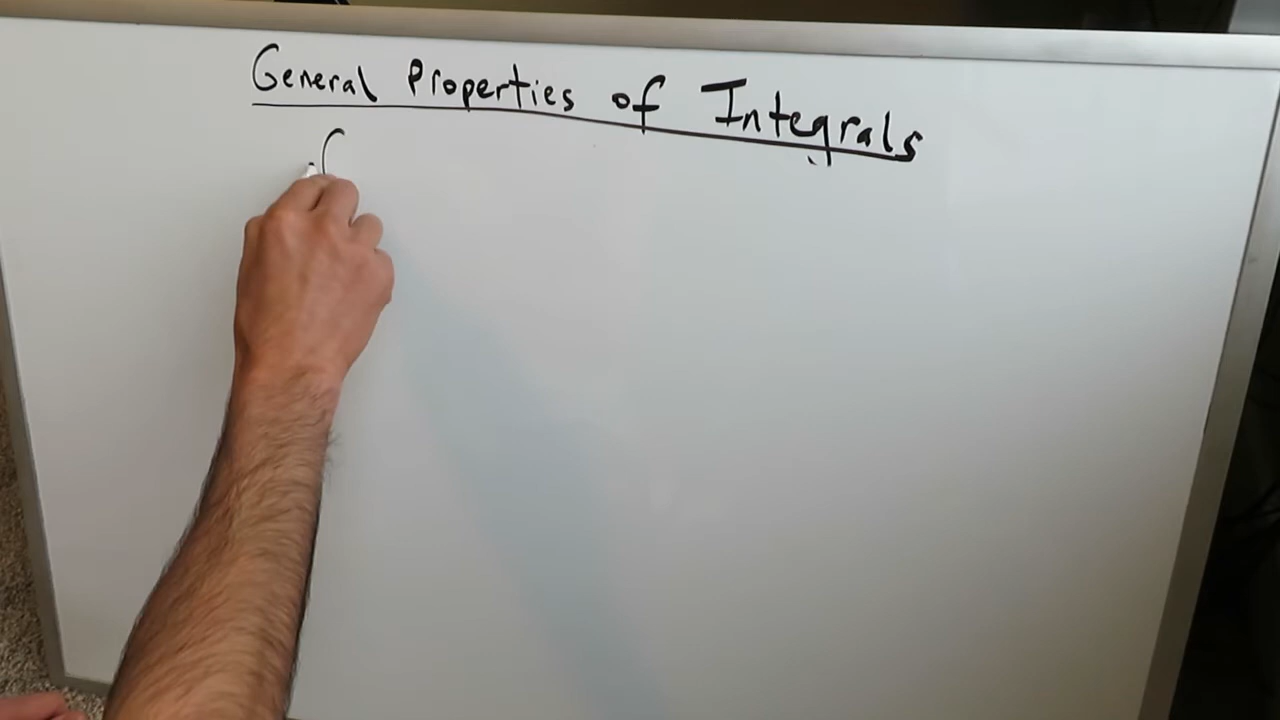 General Properties of Integrals
∫